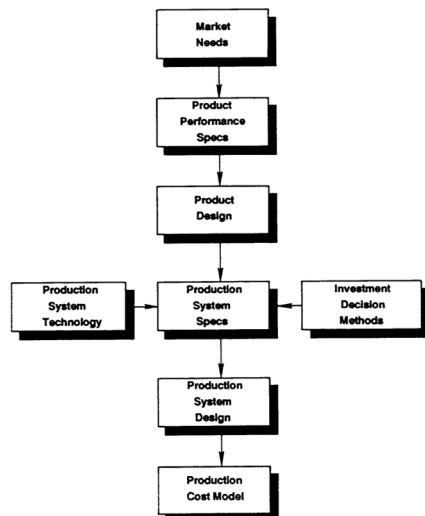 Market
Needs
Product
Performance
Specs
Product
Design
Production
System
Technology
Production
System
Specs
Investment
Decision
Methods
Production
System
Design
Production
Cost Model